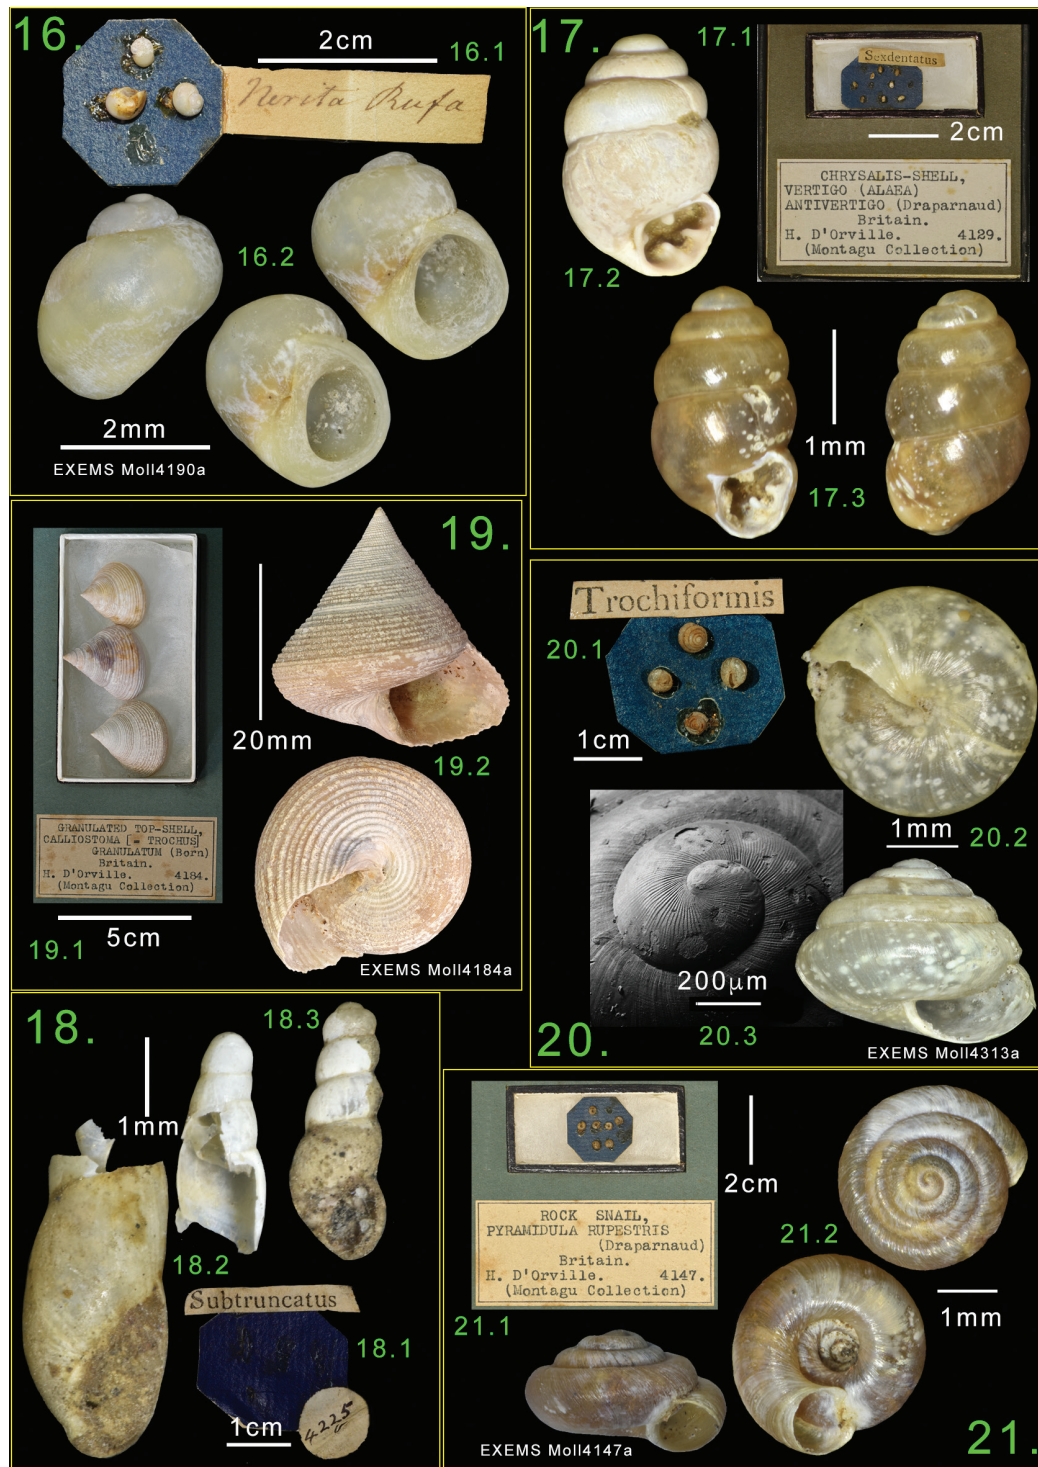 16.
2cm
16.1
Nerita Rufa
16.2
2mm
EXEMS Moll4190a
17.
17.1
Sexdentatus
2cm
CHRYSALIS-SHELL,
VERTIGO (ALAEA)
ANTIVERTIGO (Draparnaud)
Britain.
H. D'Orville. 4129.
(Montagu Collection)
17.2
1mm
17.3
19.
20mm
19.2
GRANULATED TOP-SHELL,
CALLIOSTOMA [= TROCHUS]
GRANULATUM (Born)
Britain.
H. D'Orville. 4184.
(Montagu Collection)
5cm
19.1
EXEMS Moll4184a
Trochiformis
20.1
1cm
1mm
20.2
200µm
20.3
20.
EXEMS Moll4313a
18.
18.3
1mm
18.2
Subtruncatus
18.1
4225
1cm
2cm
ROCK SNAIL,
PYRAMIDULA RUPESTRIS
(Draparnaud)
Britain.
H. D'Orville. 4147.
(Montagu Collection)
21.2
1mm
21.1
EXEMS Moll4147a
21.